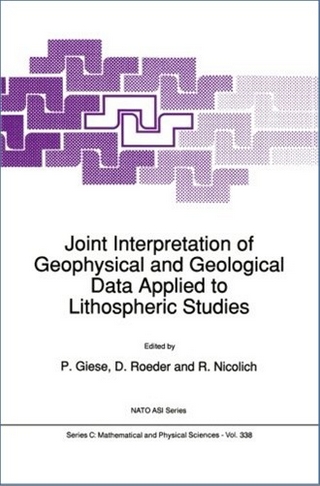 Joint Interpretation of
Geophysical and Geological
Data Applied to
Lithospheric Studies
Edited by
P. Giese, D. Roeder and R. Nicolich
NATO ASI Series
Series C: Mathematical and Physical Sciences - Vol. 338